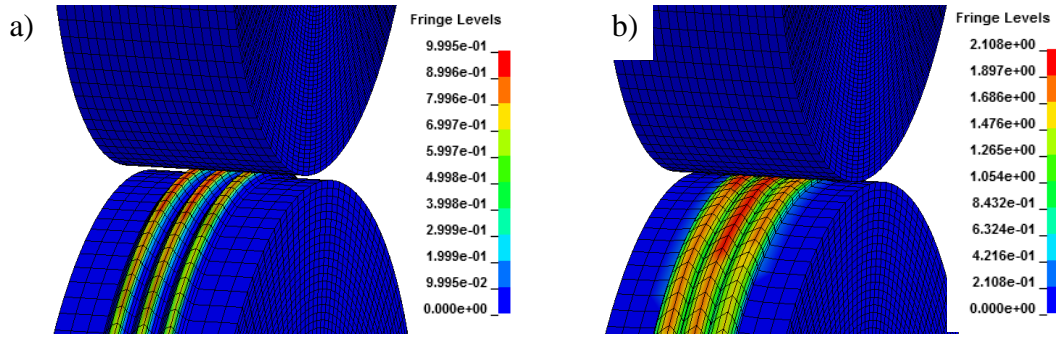 a)
Fringe Levels
9.995e-01
8.996e-01
7.996e-01
6.997e-01
5.997e-01
4.998e-01
3.998e-01
2.999e-01
1.999e-01
9.995e-02
0.000e+00
b)
Fringe Levels
2.108e+00
1.897e+00
1.686e+00
1.476e+00
1.265e+00
1.054e+00
8.432e-01
6.324e-01
4.216e-01
2.108e-01
0.000e+00